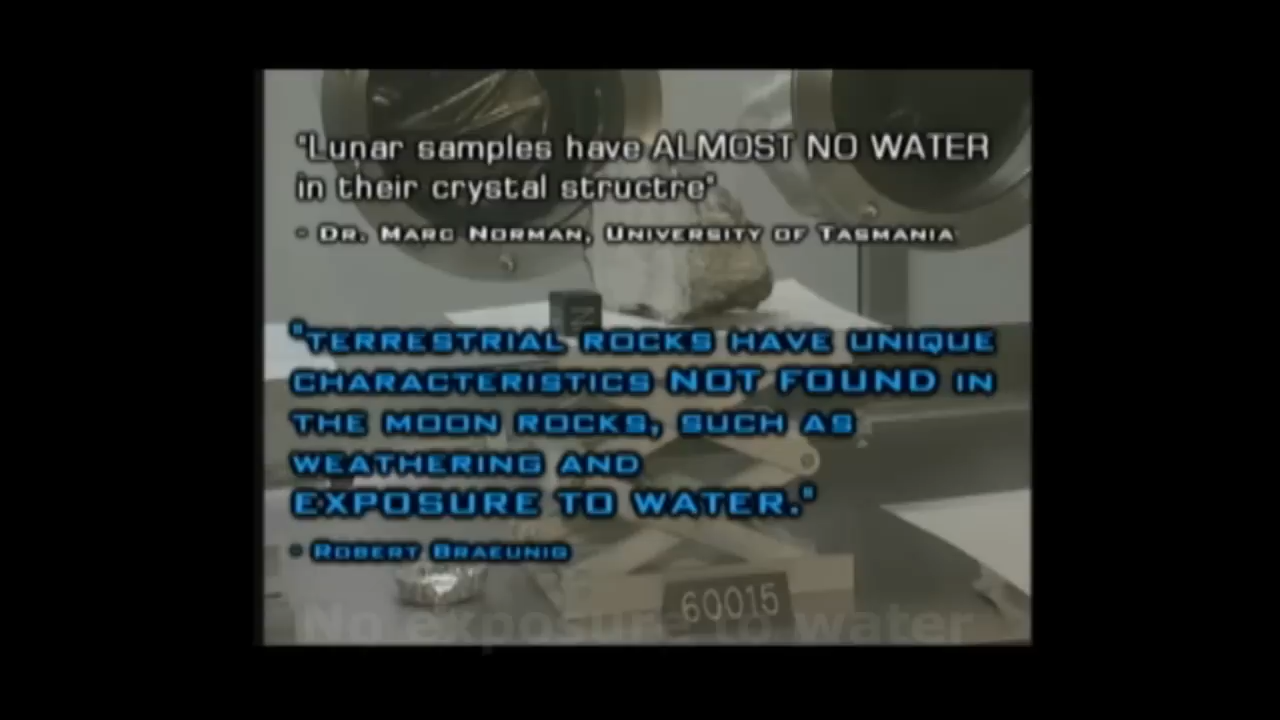 "Lunar samples have ALMOST NO WATER
in their crystal structre"
- DR. MARC NORMAN, UNIVERSITY OF TASMANIA
N
"TERRESTRIAL ROCKS HAVE UNIQUE
CHARACTERISTICS NOT FOUND IN
THE MOON ROCKS, SUCH AS
WEATHERING AND
EXPOSURE TO WATER."
- ROBERT BRAEUNIG
60015
No exposure to water